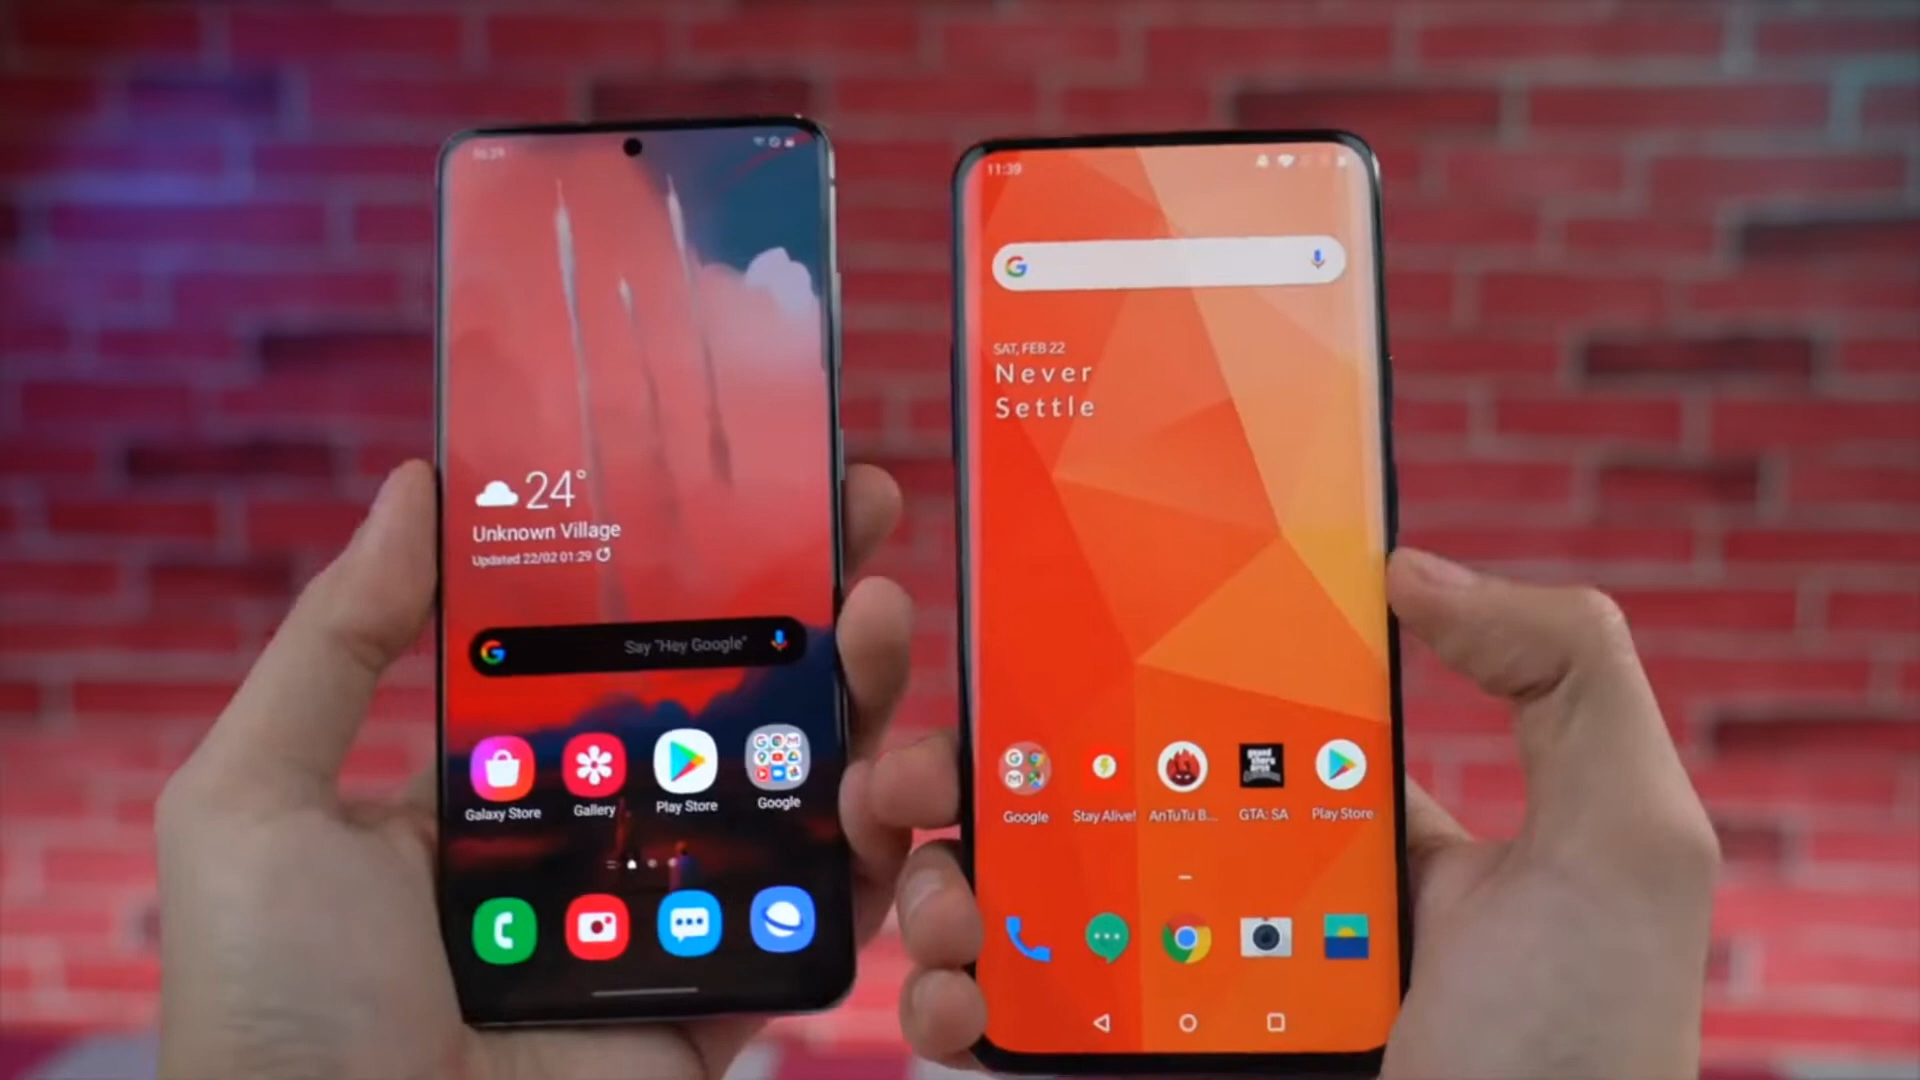 11:39
SAT, FEB 22
Never
Settle
24°
Unknown Village
Updated 22/02 01:29
Say "Hey Google"
Galaxy Store
Gallery
Play Store
Google
Google
Stay Alive!
AnTuTu B...
GTA: SA
Play Store